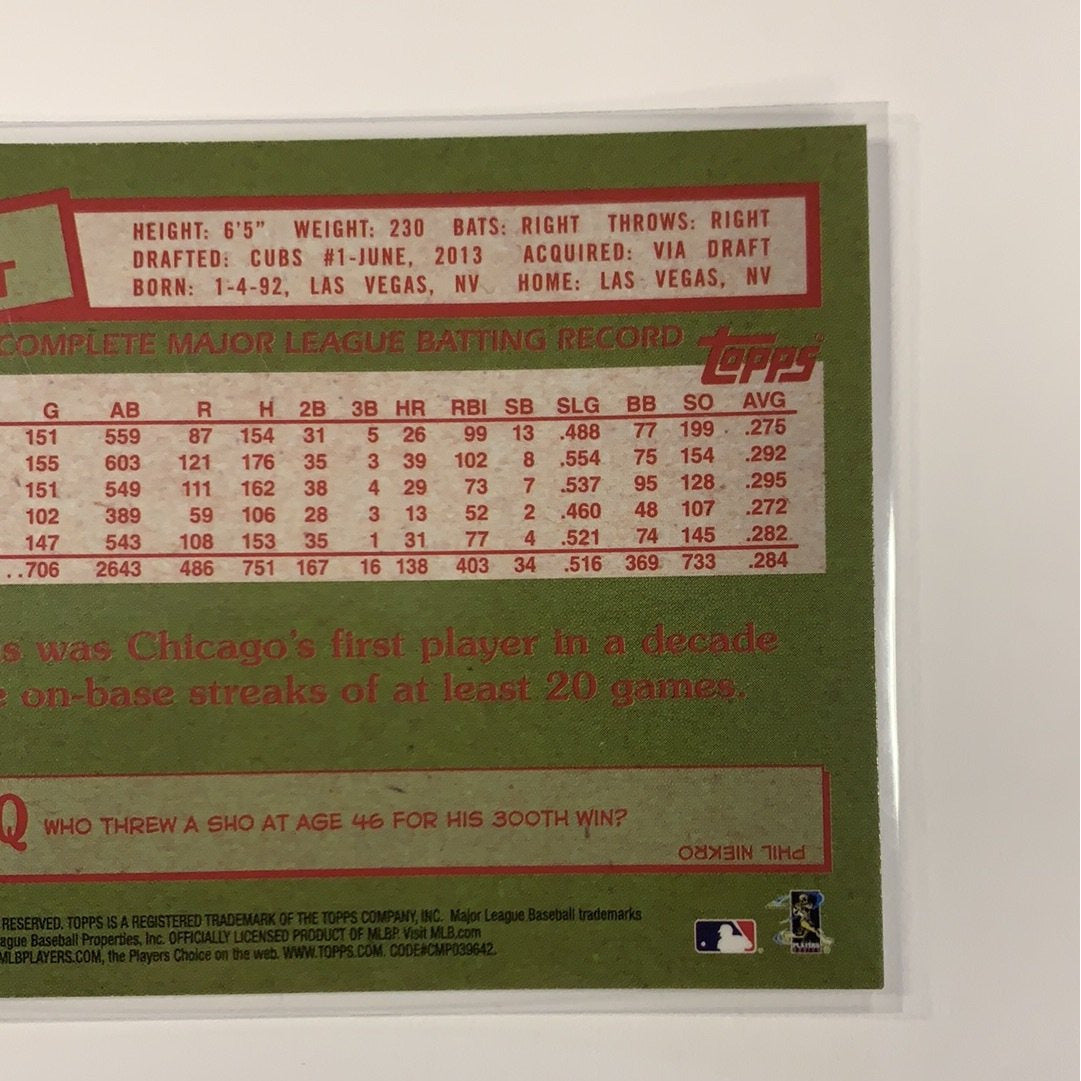 T
HEIGHT: 6'5" WEIGHT: 230 BATS: RIGHT THROWS: RIGHT
DRAFTED: CUBS #1-JUNE, 2013 ACQUIRED: VIA DRAFT
BORN: 1-4-92, LAS VEGAS, NV HOME: LAS VEGAS, NV
COMPLETE MAJOR LEAGUE BATTING RECORD
topps
G AB R H 2B 3B HR RBI SB SLG BB SO AVG
151 559 87 154 31 5 26 99 13 .488 77 199 .275
155 603 121 176 35 3 39 102 8 .554 75 154 .292
151 549 111 162 38 4 29 73 7 .537 95 128 .295
102 389 59 106 28 3 13 52 2 .460 48 107 .272
147 543 108 153 35 1 31 77 4 .521 74 145 .282
..706 2643 486 751 167 16 138 403 34 .516 369 733 .284
s was Chicago's first player in a decade
e on-base streaks of at least 20 games.
Q WHO THREW A SHO AT AGE 46 FOR HIS 300TH WIN?
PHIL NIEKRO
RESERVED. TOPPS IS A REGISTERED TRADEMARK OF THE TOPPS COMPANY, INC. Major League Baseball trademarks
ague Baseball Properties, Inc. OFFICIALLY LICENSED PRODUCT OF MLBP. Visit MLB.com
MLBPLAYERS.COM, the Players Choice on the web. WWW.TOPPS.COM. CODE#CMP039642.
PLAYERS